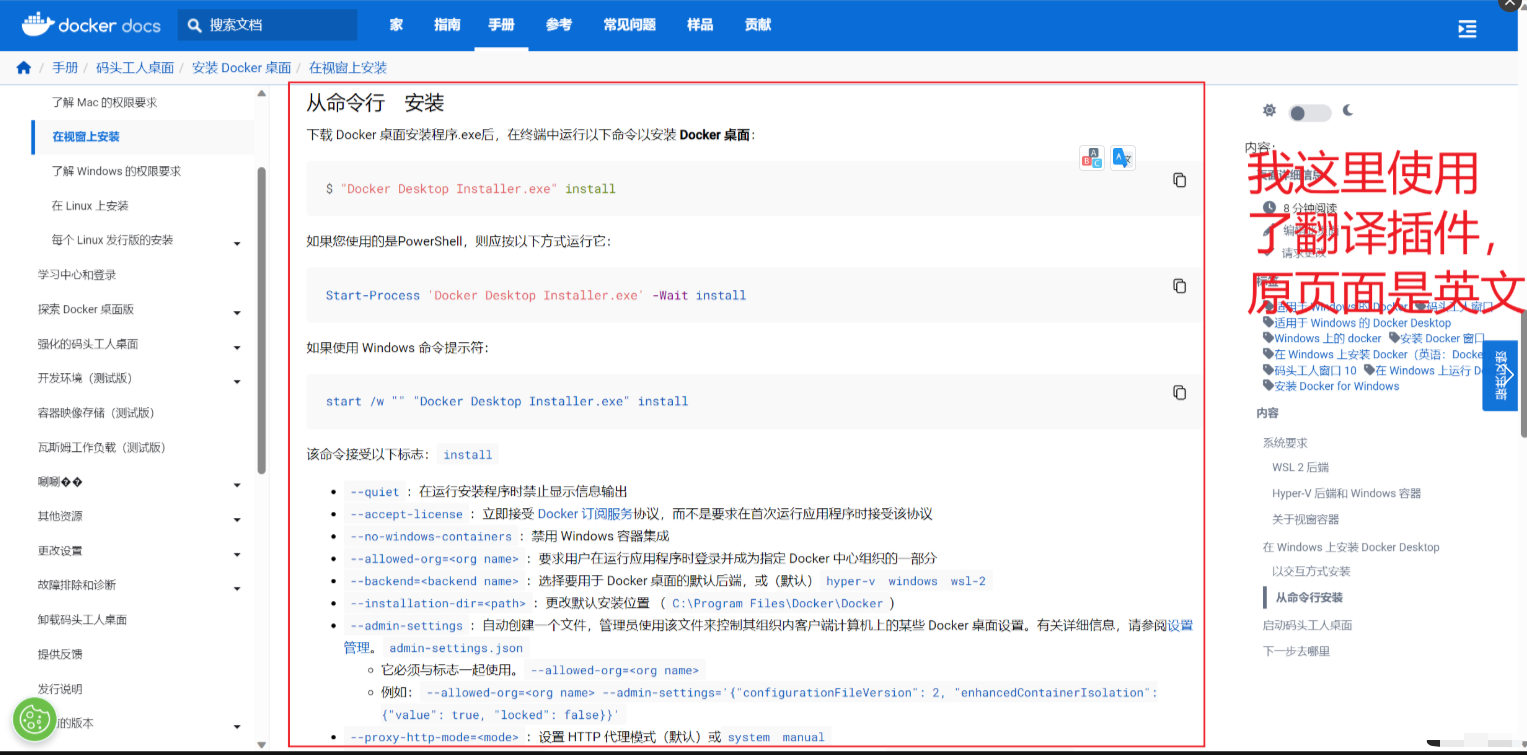 docker docs
搜索文档
家 指南 手册 参考 常见问题 样品 贡献
手册 / 码头工人桌面 / 安装 Docker 桌面 / 在视窗上安装
了解 Mac 的权限要求
在视窗上安装
了解 Windows 的权限要求
在 Linux 上安装
每个 Linux 发行版的安装
学习中心和登录
探索 Docker 桌面版
强化的码头工人桌面
开发环境（测试版）
容器映像存储（测试版）
瓦斯姆工作负载（测试版）
唰唰��
其他资源
更改设置
故障排除和诊断
卸载码头工人桌面
提供反馈
发行说明
的版本
从命令行 安装
下载 Docker 桌面安装程序.exe后，在终端中运行以下命令以安装 Docker 桌面：
$ "Docker Desktop Installer.exe" install
如果您使用的是PowerShell，则应按以下方式运行它：
Start-Process 'Docker Desktop Installer.exe' -Wait install
如果使用 Windows 命令提示符：
start /w "" "Docker Desktop Installer.exe" install
该命令接受以下标志： install
--quiet ：在运行安装程序时禁止显示信息输出
--accept-license ：立即接受 Docker 订阅服务协议，而不是要求在首次运行应用程序时接受该协议
--no-windows-containers ：禁用 Windows 容器集成
--allowed-org=<org name> ：要求用户在运行应用程序时登录并成为指定 Docker 中心组织的一部分
--backend=<backend name> ：选择要用于 Docker 桌面的默认后端，或（默认） hyper-v windows wsl-2
--installation-dir=<path> ：更改默认安装位置 （ C:\Program Files\Docker\Docker ）
--admin-settings ：自动创建一个文件，管理员使用该文件来控制其组织内客户端计算机上的某些 Docker 桌面设置。有关详细信息，请参阅设置
管理。 admin-settings.json
它必须与标志一起使用。 --allowed-org=<org name>
例如： --allowed-org=<org name> --admin-settings='{"configurationFileVersion": 2, "enhancedContainerIsolation":
{"value": true, "locked": false}}'
--proxy-http-mode=<mode> ：设置 HTTP 代理模式（默认）或 system manual
内容：
我这里使用
了翻译插件，
原页面是英文
8 分钟阅读
请求更改
适用于 Windows 的 Docker 码头工人窗口
适用于 Windows 的 Docker Desktop
Windows 上的 docker 安装 Docker 窗口
在 Windows 上安装 Docker（英语：Docke
码头工人窗口 10 在 Windows 上运行 D
安装 Docker for Windows
提供反馈
内容
系统要求
WSL 2 后端
Hyper-V 后端和 Windows 容器
关于视窗容器
在 Windows 上安装 Docker Desktop
以交互方式安装
从命令行安装
启动码头工人桌面
下一步去哪里